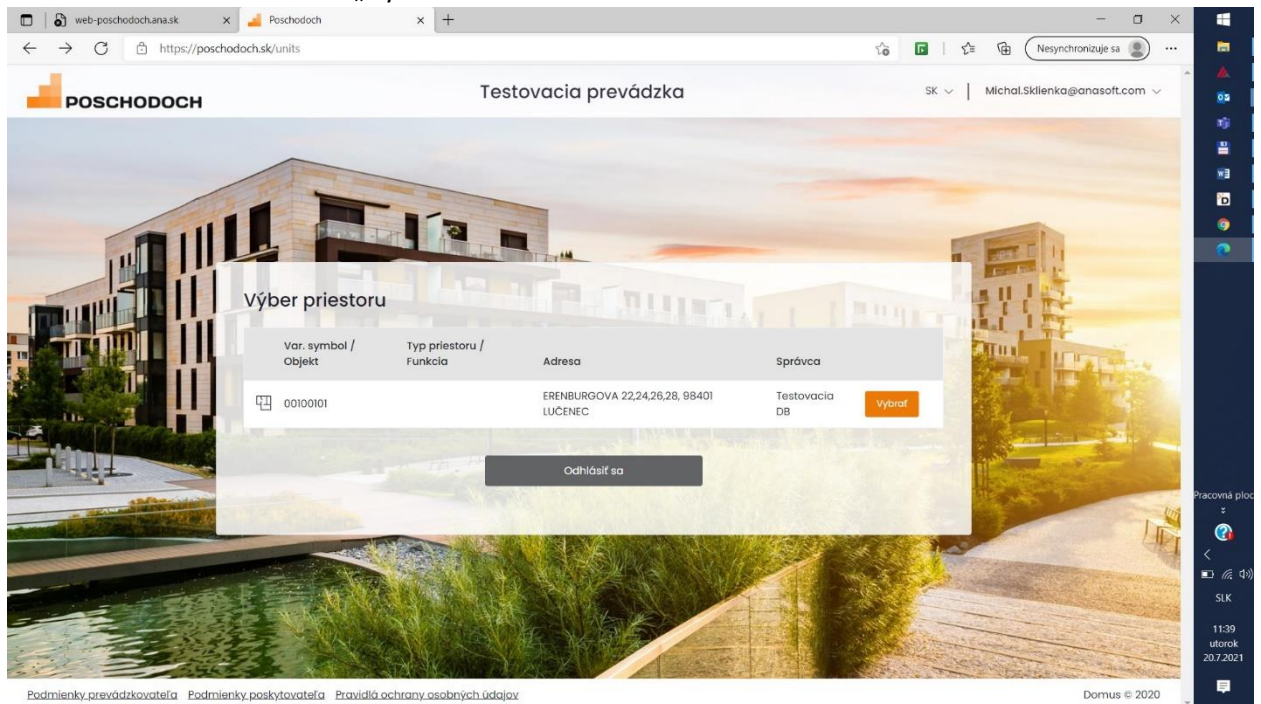 web-poschodoch.ana.sk
Poschodoch
https://poschodoch.sk/units
Nesynchronizuje sa
POSCHODOCH
Testovacia prevádzka
SK
Michal.Sklienka@anasoft.com
Výber priestoru
Var. symbol /
Objekt
Typ priestoru /
Funkcia
Adresa
Správca
00100101
ERENBURGOVA 22,24,26,28, 98401
LUČENEC
Testovacia
DB
Vybrať
Odhlásiť sa
Podmienky prevádzkovateľa Podmienky poskytovateľa Pravidlá ochrany osobných údajov
Domus © 2020
Pracovná ploc
SLK
11:39
utorok
20.7.2021